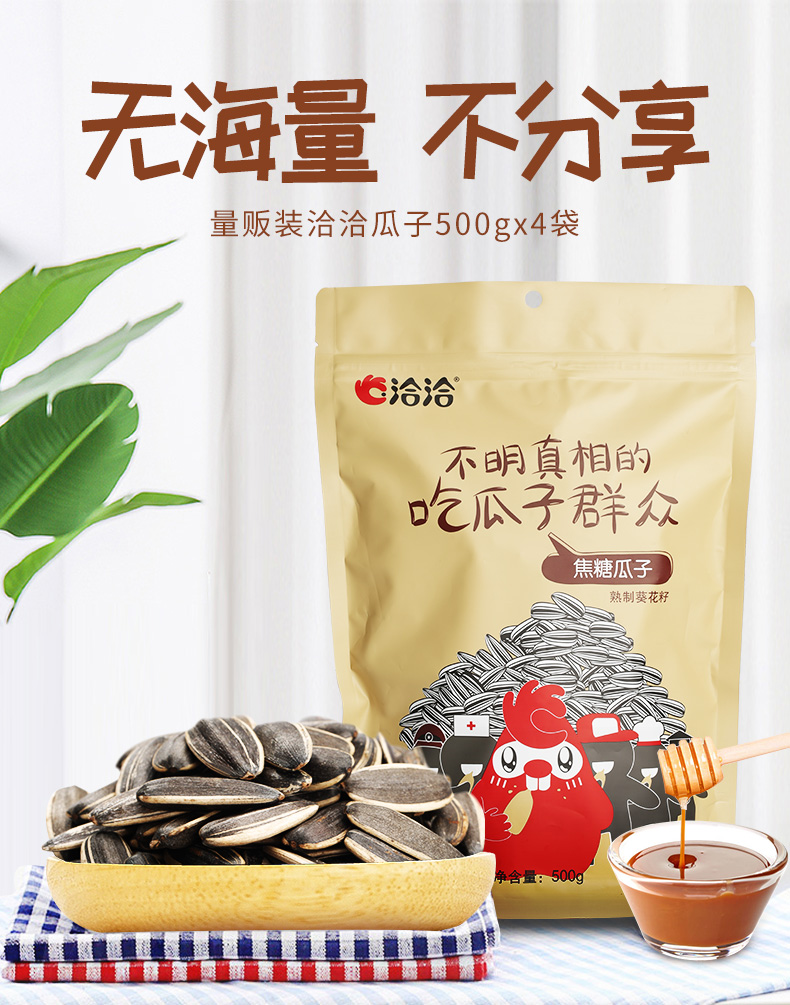 无海量 不分享
量贩装洽洽瓜子500gx4袋
洽洽®
不明真相的
吃瓜子群众
焦糖瓜子
熟制葵花籽
净含量：500g